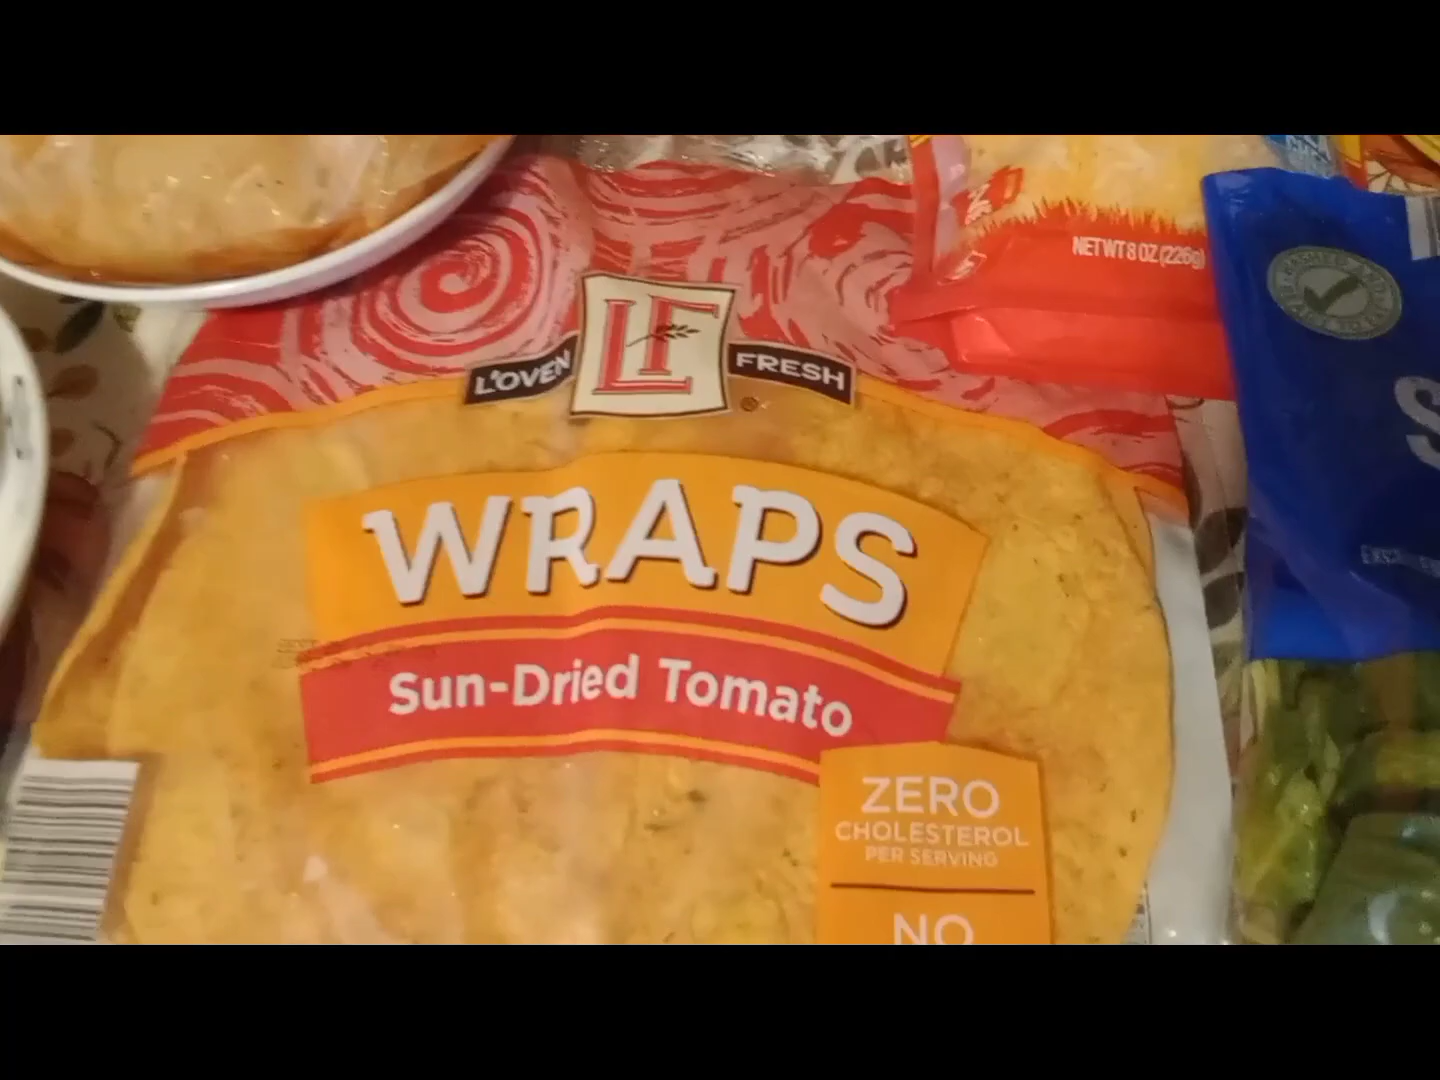 NET WT 8 OZ (226g)
L'OVEN
LF
FRESH
WRAPS
Sun-Dried Tomato
ZERO
CHOLESTEROL
PER SERVING
NO